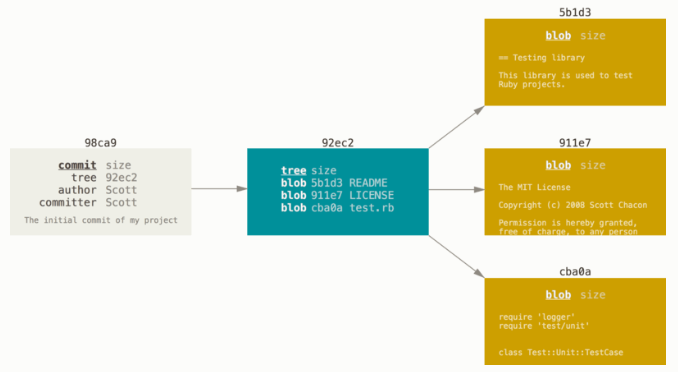 98ca9
commit size
tree 92ec2
author Scott
committer Scott
The initial commit of my project
92ec2
tree size
blob 5b1d3 README
blob 911e7 LICENSE
blob cba0a test.rb
5b1d3
blob size
== Testing library
This library is used to test
Ruby projects.
911e7
blob size
The MIT License
Copyright (c) 2008 Scott Chacon
Permission is hereby granted,
free of charge, to any person
cba0a
blob size
require 'logger'
require 'test/unit'
class Test::Unit::TestCase